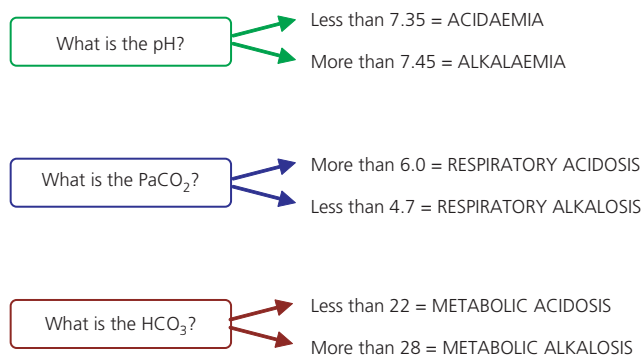 What is the pH?
Less than 7.35 = ACIDAEMIA
More than 7.45 = ALKALAEMIA
What is the PaCO₂?
More than 6.0 = RESPIRATORY ACIDOSIS
Less than 4.7 = RESPIRATORY ALKALOSIS
What is the HCO₃?
Less than 22 = METABOLIC ACIDOSIS
More than 28 = METABOLIC ALKALOSIS